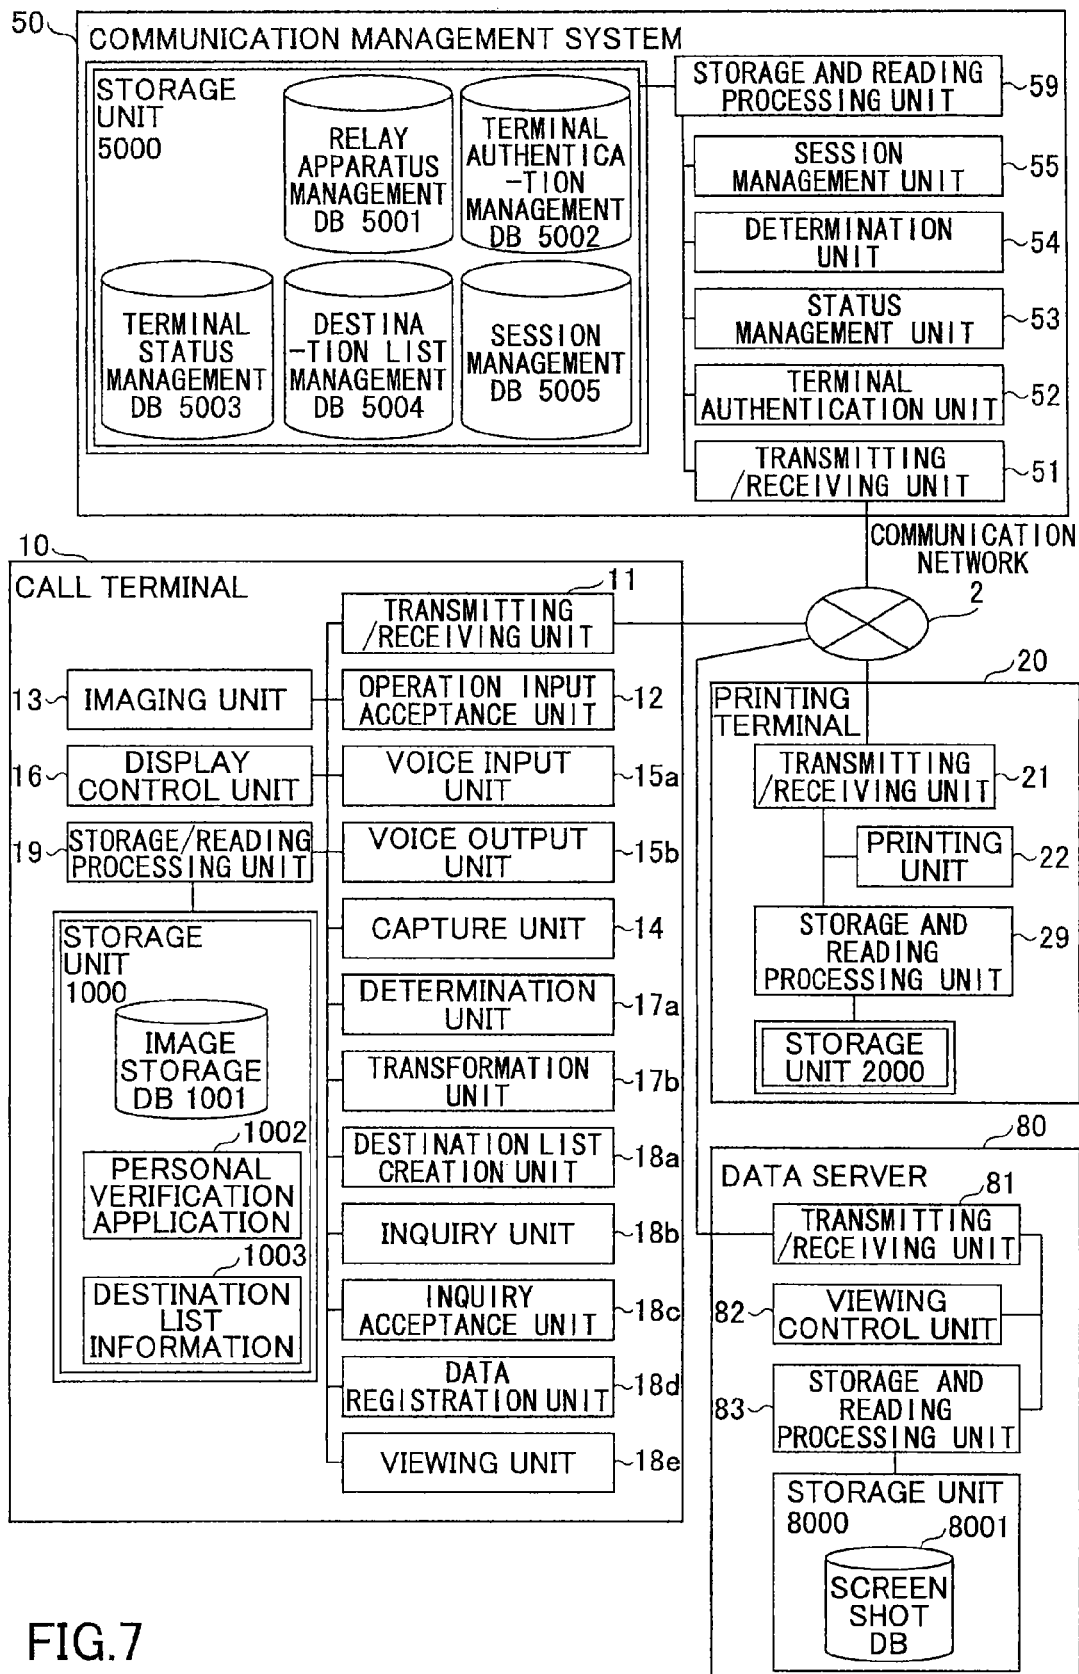 50
COMMUNICATION MANAGEMENT SYSTEM
STORAGE
UNIT
5000
RELAY
APPARATUS
MANAGEMENT
DB 5001
TERMINAL
AUTHENTICA
-TION
MANAGEMENT
DB 5002
TERMINAL
STATUS
MANAGEMENT
DB 5003
DESTINA
-TION LIST
MANAGEMENT
DB 5004
SESSION
MANAGEMENT
DB 5005
STORAGE AND READING
PROCESSING UNIT
59
SESSION
MANAGEMENT UNIT
55
DETERMINATION
UNIT
54
STATUS
MANAGEMENT UNIT
53
TERMINAL
AUTHENTICATION UNIT
52
TRANSMITTING
/RECEIVING UNIT
51
COMMUNICATION
NETWORK
2
10
CALL TERMINAL
11
TRANSMITTING
/RECEIVING UNIT
13
IMAGING UNIT
OPERATION INPUT
ACCEPTANCE UNIT
12
16
DISPLAY
CONTROL UNIT
VOICE INPUT
UNIT
15a
19
STORAGE/READING
PROCESSING UNIT
VOICE OUTPUT
UNIT
15b
STORAGE
UNIT
1000
IMAGE
STORAGE
DB 1001
1002
PERSONAL
VERIFICATION
APPLICATION
1003
DESTINATION
LIST
INFORMATION
CAPTURE UNIT
14
DETERMINATION
UNIT
17a
TRANSFORMATION
UNIT
17b
DESTINATION LIST
CREATION UNIT
18a
INQUIRY UNIT
18b
INQUIRY
ACCEPTANCE UNIT
18c
DATA
REGISTRATION UNIT
18d
VIEWING UNIT
18e
20
PRINTING
TERMINAL
TRANSMITTING
/RECEIVING UNIT
21
PRINTING
UNIT
22
STORAGE AND
READING
PROCESSING UNIT
29
STORAGE
UNIT 2000
80
DATA SERVER
81
TRANSMITTING
/RECEIVING UNIT
82
VIEWING
CONTROL UNIT
83
STORAGE AND
READING
PROCESSING UNIT
STORAGE UNIT
8000
8001
SCREEN
SHOT
DB
FIG.7